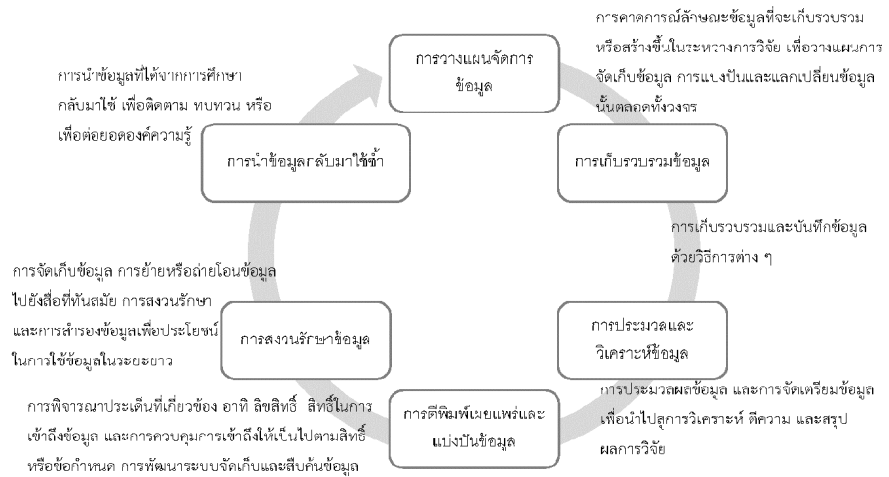 การวางแผนจัดการ
ข้อมูล
การคาดการณ์ลักษณะข้อมูลที่จะเก็บรวบรวม
หรือสร้างขึ้นในระหว่างการวิจัย เพื่อวางแผนการ
จัดเก็บข้อมูล การแบ่งปันและแลกเปลี่ยนข้อมูล
นั้นตลอดทั้งวงจร
การเก็บรวบรวมข้อมูล
การเก็บรวบรวมและบันทึกข้อมูล
ด้วยวิธีการต่าง ๆ
การประมวลและ
วิเคราะห์ข้อมูล
การประมวลผลข้อมูล และการจัดเตรียมข้อมูล
เพื่อนำไปสู่การวิเคราะห์ ตีความ และสรุป
ผลการวิจัย
การตีพิมพ์เผยแพร่และ
แบ่งปันข้อมูล
การพิจารณาประเด็นที่เกี่ยวข้อง อาทิ ลิขสิทธิ์ สิทธิ์ในการ
เข้าถึงข้อมูล และการควบคุมการเข้าถึงให้เป็นไปตามสิทธิ์
หรือข้อกำหนด การพัฒนาระบบจัดเก็บและสืบค้นข้อมูล
การสงวนรักษาข้อมูล
การจัดเก็บข้อมูล การย้ายหรือถ่ายโอนข้อมูล
ไปยังสื่อที่ทันสมัย การสงวนรักษา
และการสำรองข้อมูลเพื่อประโยชน์
ในการใช้ข้อมูลในระยะยาว
การนำข้อมูลกลับมาใช้ซ้ำ
การนำข้อมูลที่ได้จากการศึกษา
กลับมาใช้ เพื่อติดตาม ทบทวน หรือ
เพื่อต่อยอดองค์ความรู้